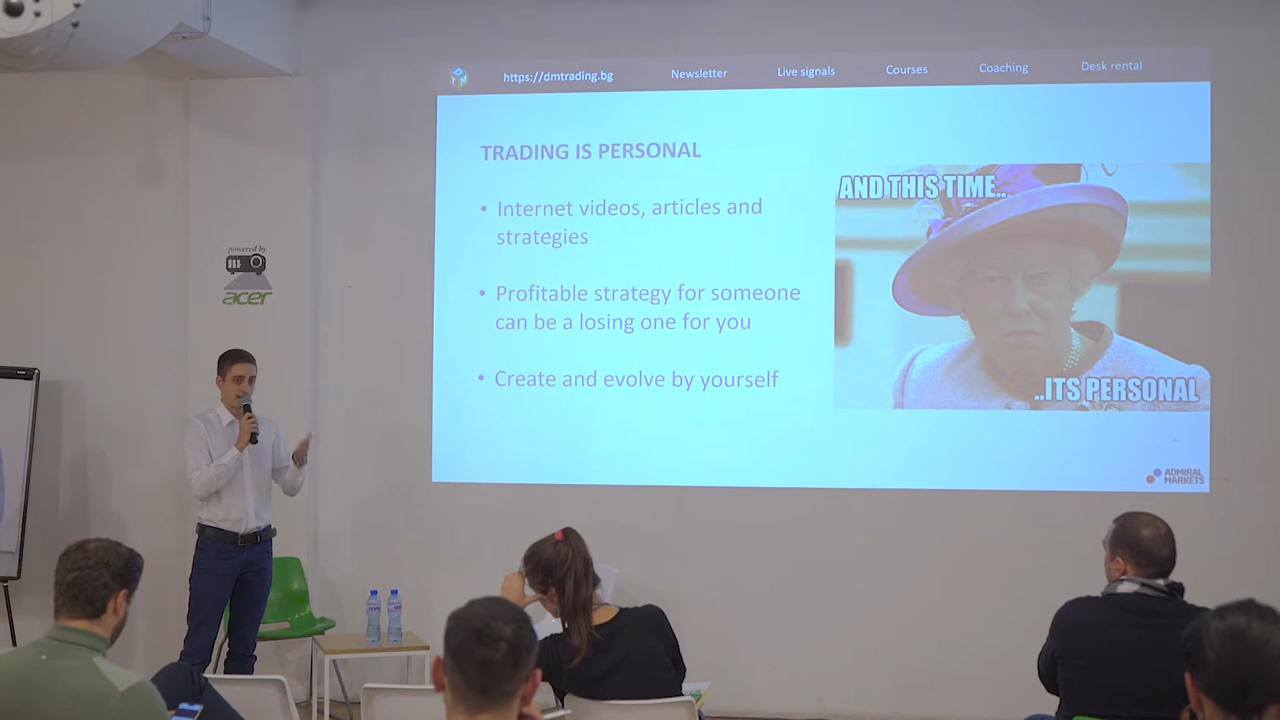 https://dmtrading.bg Newsletter Live signals Courses Coaching Desk rental
TRADING IS PERSONAL
• Internet videos, articles and
strategies
• Profitable strategy for someone
can be a losing one for you
• Create and evolve by yourself
AND THIS TIME..
..ITS PERSONAL
ADMIRAL
MARKETS
powered by
acer